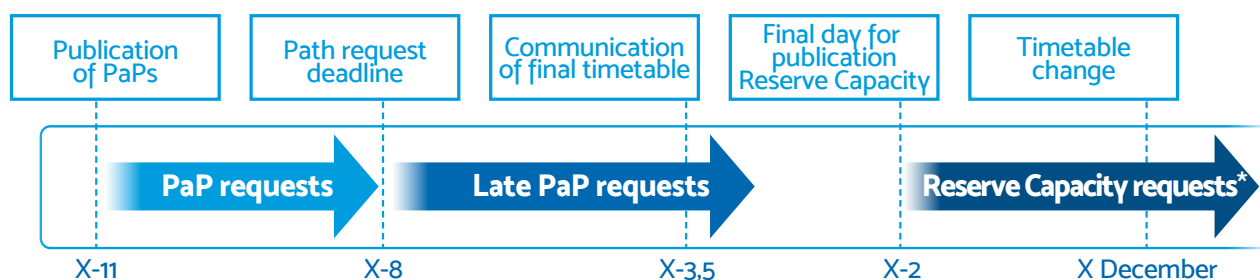 Publication
of PaPs
Path request
deadline
Communication
of final timetable
Final day for
publication
Reserve Capacity
Timetable
change
PaP requests
Late PaP requests
Reserve Capacity requests*
X-11
X-8
X-3,5
X-2
X December